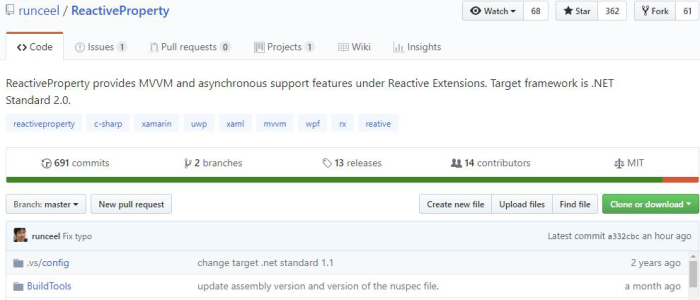 runceel / ReactiveProperty
Watch 68 Star 362 Fork 61
Code Issues 1 Pull requests 0 Projects 1 Wiki Insights
ReactiveProperty provides MVVM and asynchronous support features under Reactive Extensions. Target framework is .NET
Standard 2.0.
reactiveproperty c-sharp xamarin uwp xaml mvvm wpf rx reative
691 commits 2 branches 13 releases 14 contributors MIT
Branch: master New pull request Create new file Upload files Find file Clone or download
runceel Fix typo Latest commit a332cbc an hour ago
.vs/config change target .net standard 1.1 2 years ago
BuildTools update assembly version and version of the nuspec file. a month ago